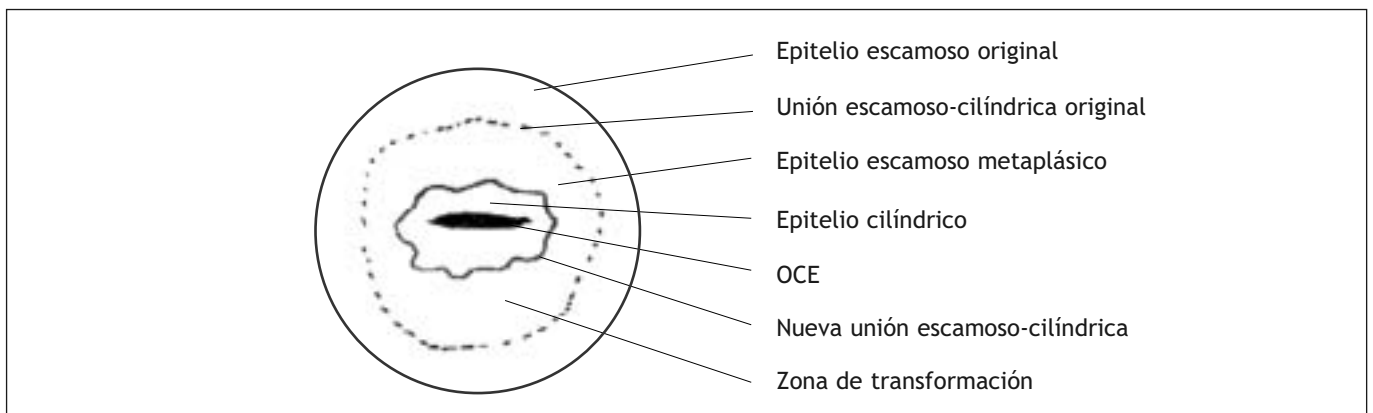 Epitelio escamoso original
Unión escamoso-cilíndrica original
Epitelio escamoso metaplásico
Epitelio cilíndrico
OCE
Nueva unión escamoso-cilíndrica
Zona de transformación